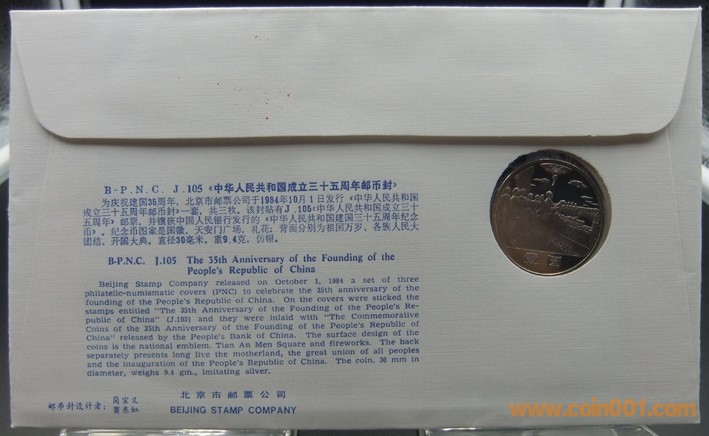 B-P.N.C. J.105《中华人民共和国成立三十五周年邮币封》
为庆祝建国35周年，北京市邮票公司于1984年10月1日发行《中华人民共和国
成立三十五周年邮币封》一套，共三枚。该封贴有J.105《中华人民共和国成立三十
五周年》邮票，并镶嵌中国人民银行发行的《中华人民共和国建国三十五周年纪念
币》。纪念币图案是国徽、天安门广场、礼花；背面分别为祖国万岁、各族人民大
团结、开国大典，直径30毫米，重9.4克，仿银。
B-P.N.C. J.105 The 35th Anniversary of the Founding of the
People's Republic of China
Beijing Stamp Company released on October 1, 1984 a set of three
philatelic-numismatic covers (PNC) to celebrate the 35th anniversary of the
founding of the People's Republic of China. On the covers were sticked the
stamps entitled "The 35th Anniversary of the Founding of the People's Re-
public of China" (J.105) and they were inlaid with "The Commemorative
Coins of the 35th Anniversary of the Founding of the People's Republic of
China" released by the People's Bank of China. The surface design of the
coins is the national emblem, Tian An Men Square and fireworks. The back
separately presents long live the motherland, the great union of all peoples
and the inauguration of the People's Republic of China. The coin, 30 mm in
diameter, weighs 9.4 gm., imitating silver.
邮币封设计者：
北京市邮票公司
BEIJING STAMP COMPANY
壹圆
www.coin001.com